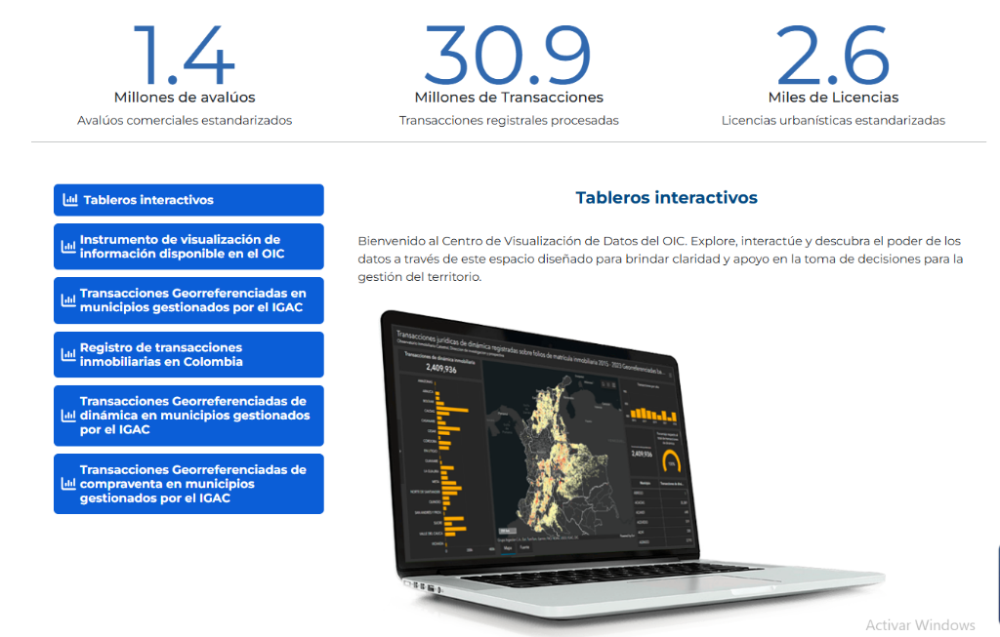 1.4
Millones de avalúos
Avalúos comerciales estandarizados
30.9
Millones de Transacciones
Transacciones registrales procesadas
2.6
Miles de Licencias
Licencias urbanísticas estandarizadas
Tableros interactivos
Instrumento de visualización de
información disponible en el OIC
Transacciones Georreferenciadas en
municipios gestionados por el IGAC
Registro de transacciones
inmobiliarias en Colombia
Transacciones Georreferenciadas de
dinámica en municipios gestionados
por el IGAC
Transacciones Georreferenciadas de
compraventa en municipios
gestionados por el IGAC
Tableros interactivos
Bienvenido al Centro de Visualización de Datos del OIC. Explore, interactúe y descubra el poder de los
datos a través de este espacio diseñado para brindar claridad y apoyo en la toma de decisiones para la
gestión del territorio.
Transacciones jurídicas de dinámica registradas sobre folios de matrícula inmobiliaria 2015 - 2023 Georreferenciadas
Transacciones de dinámica inmobiliaria
2,409,936
2,409,936
Activar Windows